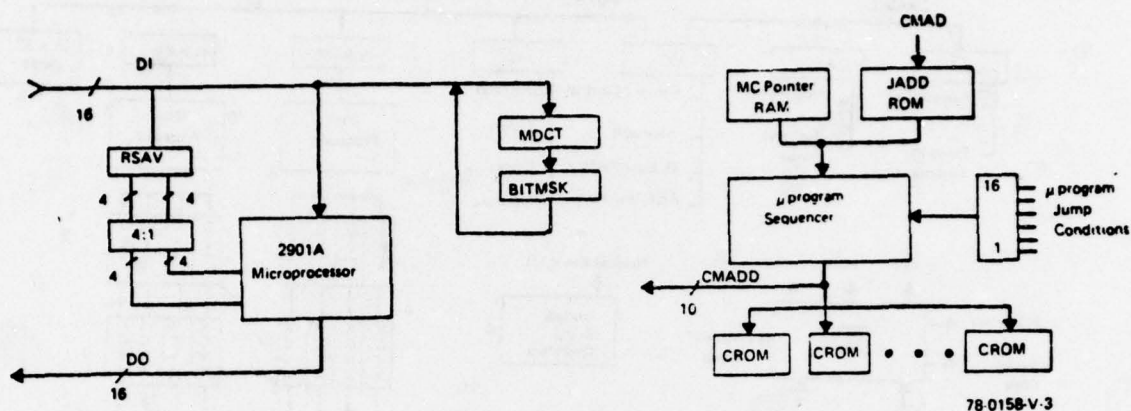 DI
16
RSAV
4
4
4:1
4
4
2901A
Microprocessor
DO
16
MDCT
BITMSK
CMAD
MC Pointer
RAM
JADD
ROM
μ program
Sequencer
16
1
μ program
Jump
Conditions
CMADD
10
CROM
CROM
• • •
CROM
78-0158-V-3